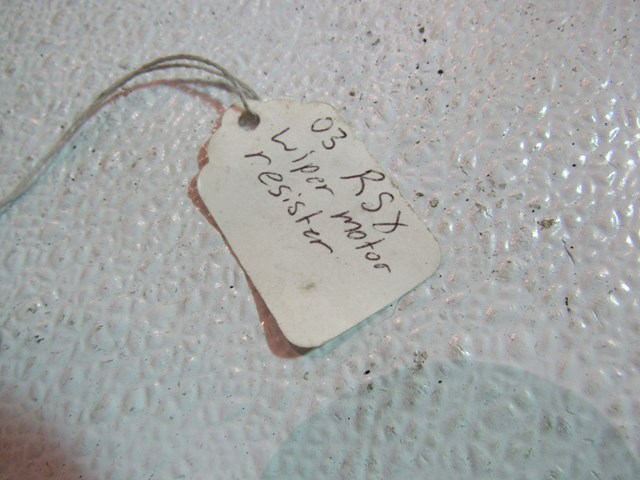 03 RSX
Wiper motor
resister